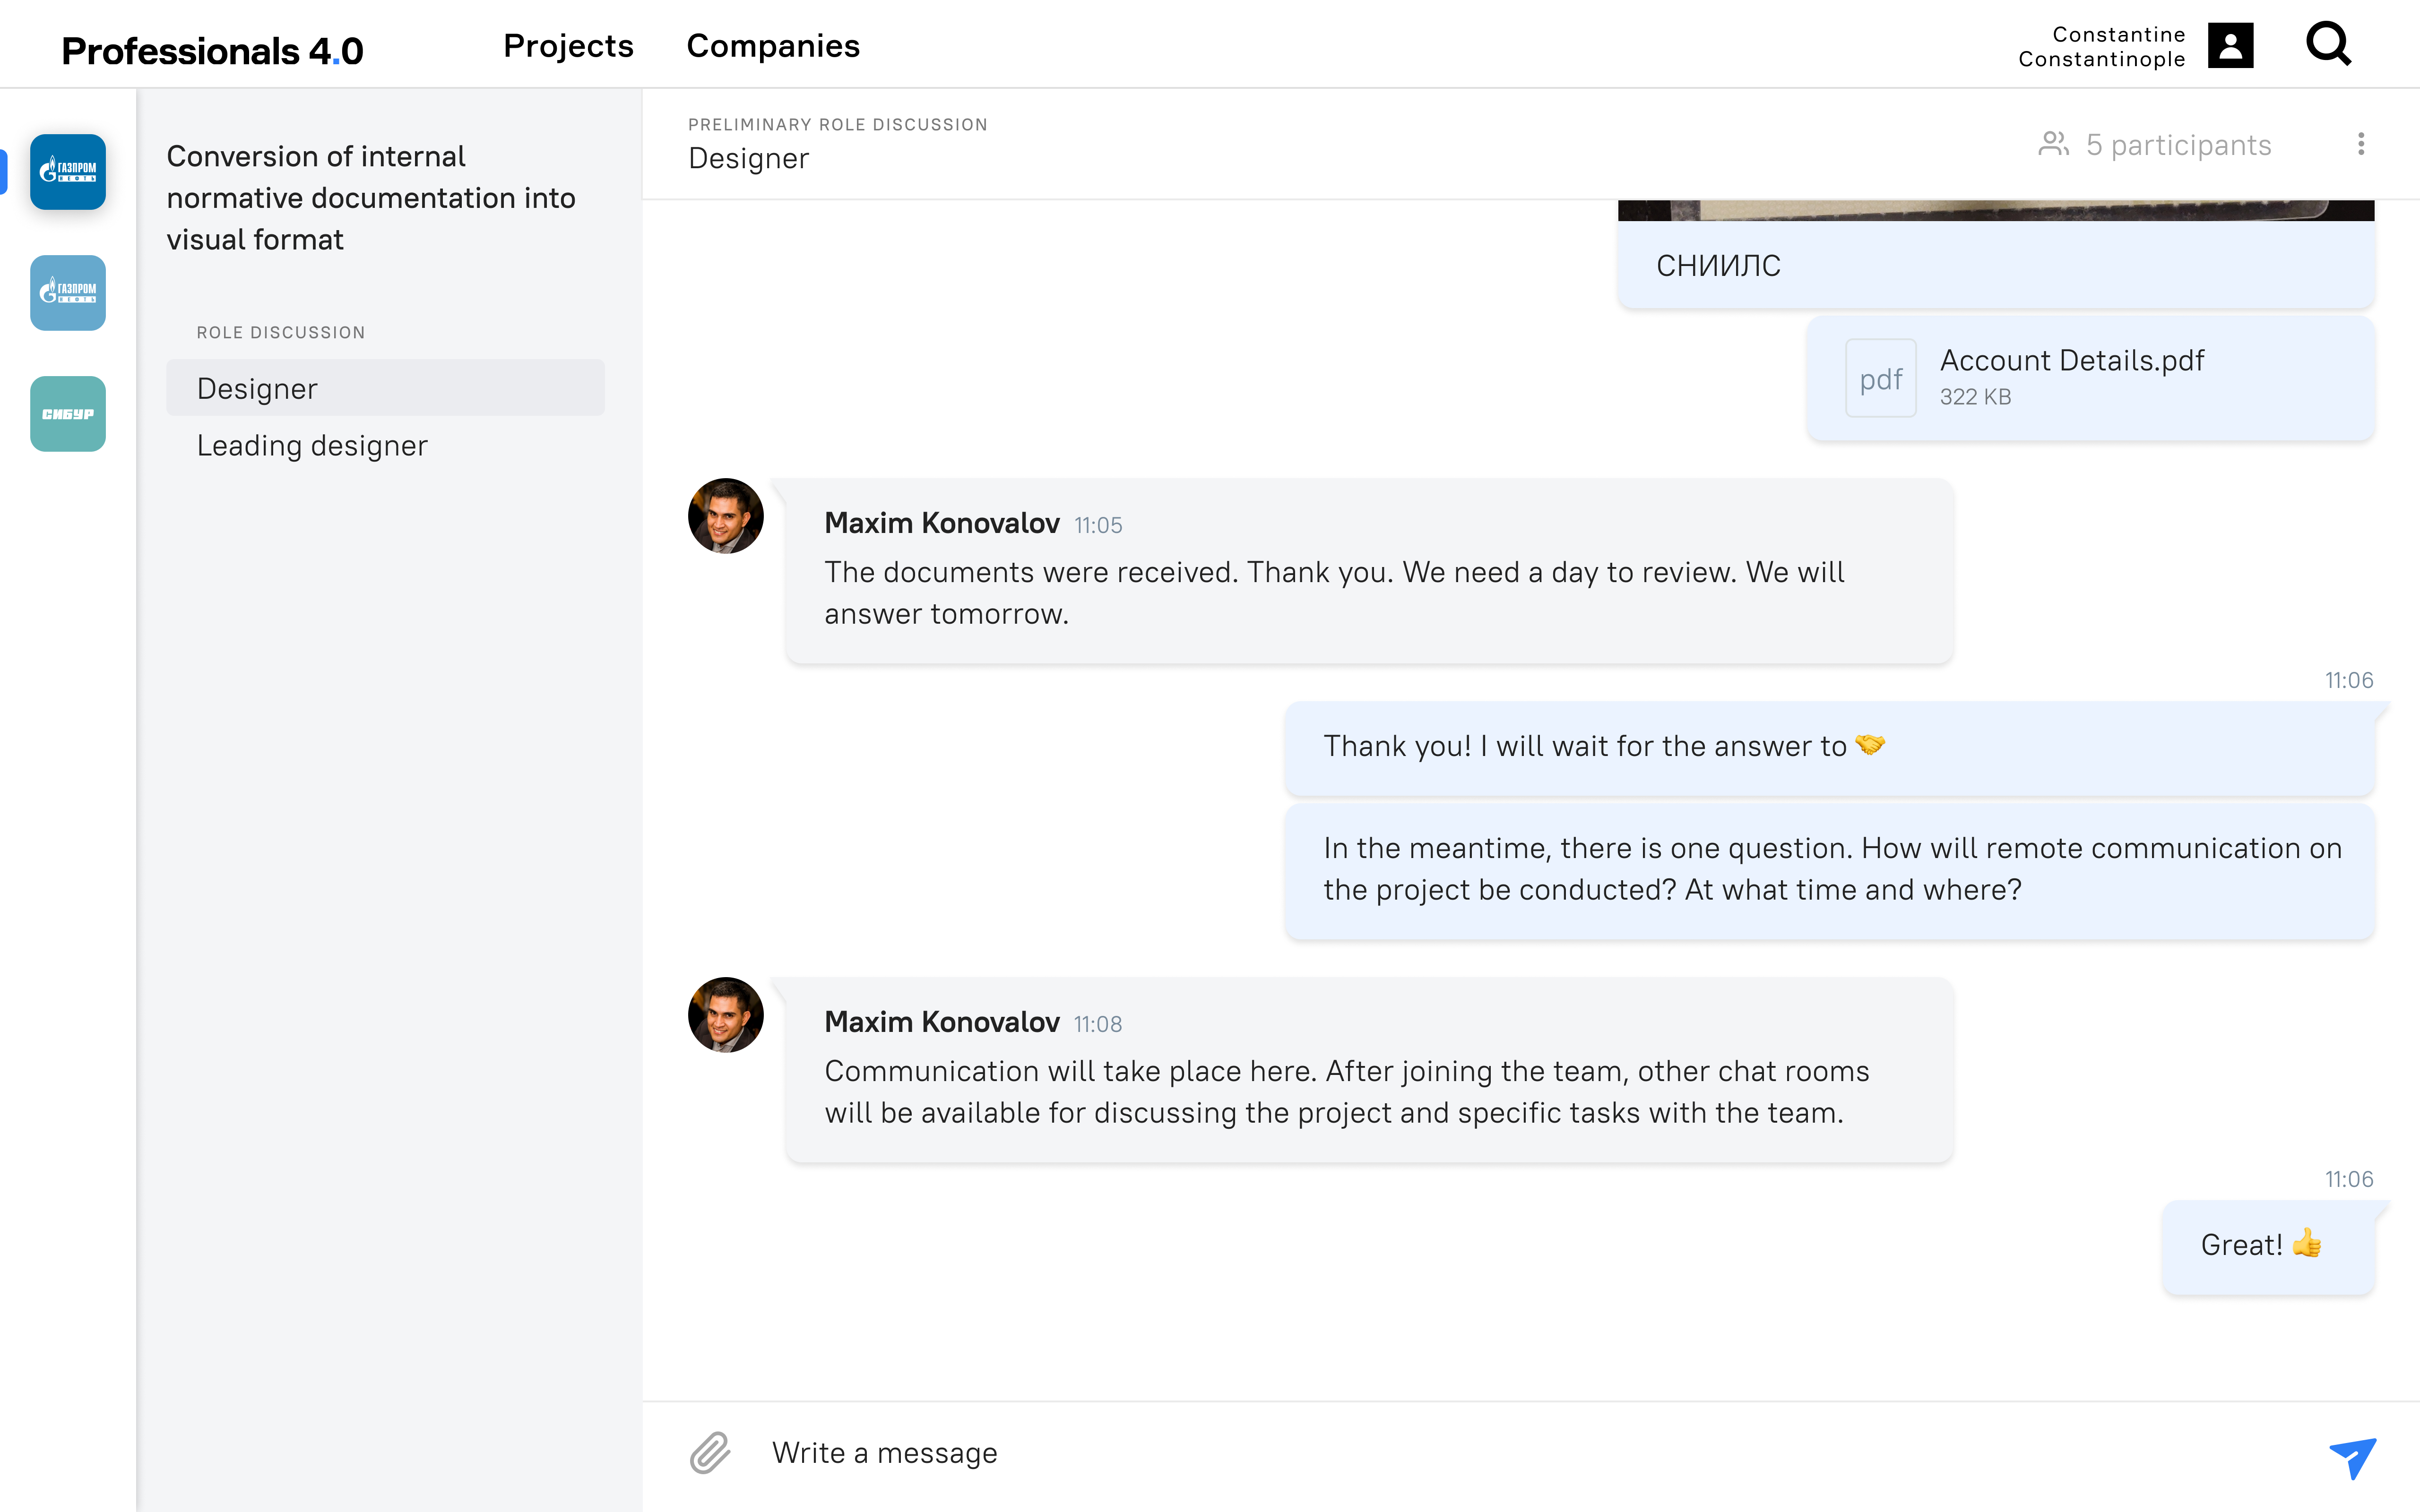 Professionals 4.0
Projects
Companies
Constantine
Constantinople
ГАЗПРОМ
НЕФТЬ
ГАЗПРОМ
НЕФТЬ
СИБУР
Conversion of internal
normative documentation into
visual format
ROLE DISCUSSION
Designer
Leading designer
PRELIMINARY ROLE DISCUSSION
Designer
5 participants
СНИИЛС
pdf
Account Details.pdf
322 KB
Maxim Konovalov 11:05
The documents were received. Thank you. We need a day to review. We will
answer tomorrow.
11:06
Thank you! I will wait for the answer to 🤝
In the meantime, there is one question. How will remote communication on
the project be conducted? At what time and where?
Maxim Konovalov 11:08
Communication will take place here. After joining the team, other chat rooms
will be available for discussing the project and specific tasks with the team.
11:06
Great! 👍
Write a message